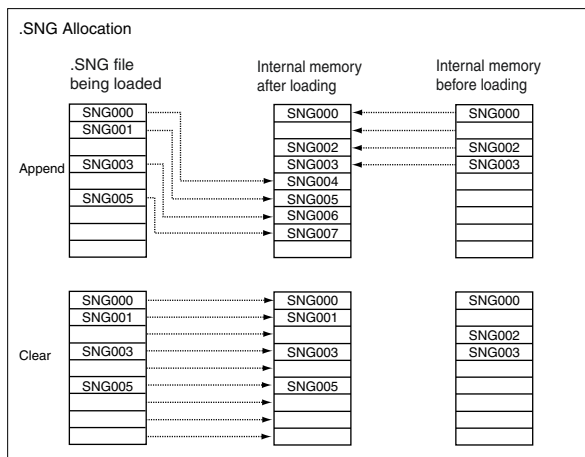 .SNG Allocation
.SNG file
being loaded
Internal memory
after loading
Internal memory
before loading
Append
SNG000
SNG001
SNG003
SNG005
SNG000
SNG002
SNG003
SNG004
SNG005
SNG006
SNG007
SNG000
SNG002
SNG003
Clear
SNG000
SNG001
SNG003
SNG005
SNG000
SNG001
SNG003
SNG005
SNG000
SNG002
SNG003